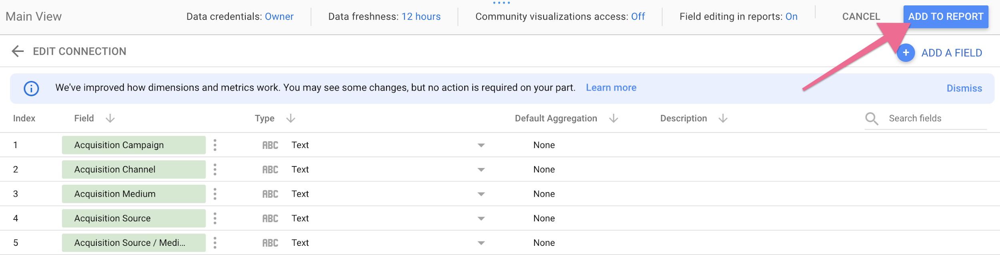 Main View Data credentials: Owner Data freshness: 12 hours Community visualizations access: Off Field editing in reports: On CANCEL ADD TO REPORT
EDIT CONNECTION + ADD A FIELD
We've improved how dimensions and metrics work. You may see some changes, but no action is required on your part. Learn more Dismiss
Index Field Type Default Aggregation Description Search fields
1 Acquisition Campaign ABC Text None
2 Acquisition Channel ABC Text None
3 Acquisition Medium ABC Text None
4 Acquisition Source ABC Text None
5 Acquisition Source / Medi... ABC Text None